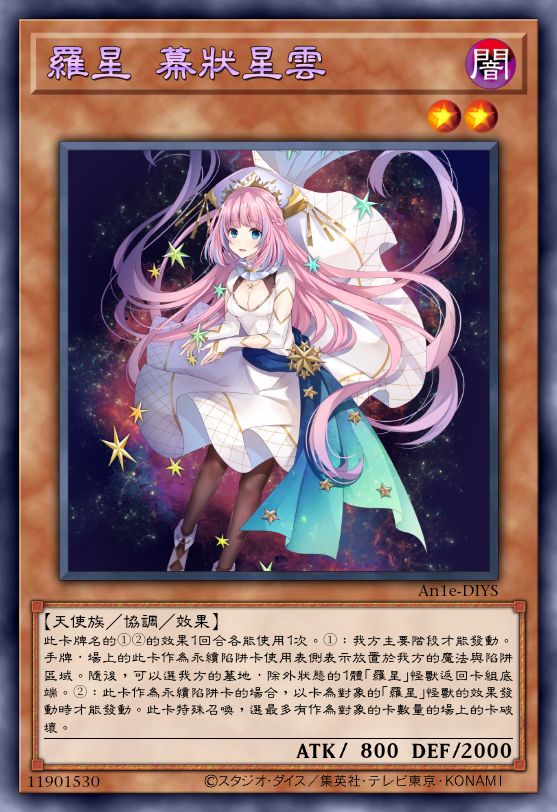 羅星 幕狀星雲
闇
An1e-DIYS
【天使族／協調／效果】
此卡牌名的①②的效果1回合各能使用1次。①：我方主要階段才能發動。
手牌・場上的此卡作為永續陷阱卡使用表側表示放置於我方的魔法與陷阱
區域。隨後，可以選我方的墓地・除外狀態的1體「羅星」怪獸返回卡組底
端。②：此卡作為永續陷阱卡的場合，以卡為對象的「羅星」怪獸的效果發
動時才能發動。此卡特殊召喚，選最多有作為對象的卡數量的場上的卡破
壞。
ATK/ 800 DEF/2000
11901530
©スタジオ・ダイス／集英社・テレビ東京・KONAMI